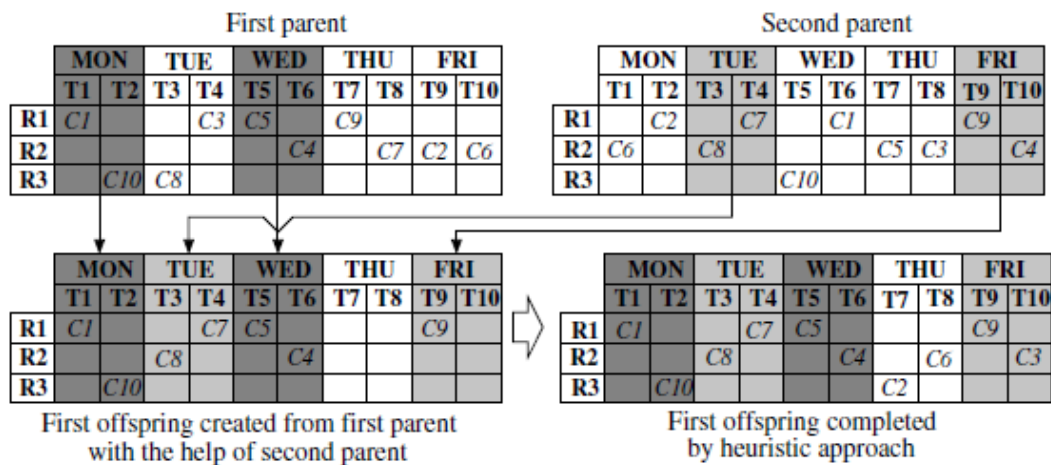 First parent Second parent
MON TUE WED THU FRI MON TUE WED THU FRI
T1 T2 T3 T4 T5 T6 T7 T8 T9 T10 T1 T2 T3 T4 T5 T6 T7 T8 T9 T10
R1 C1 C3 C5 C9 R1 C2 C7 C1 C9
R2 C4 C7 C2 C6 R2 C6 C8 C5 C3 C4
R3 C10 C8 R3 C10
MON TUE WED THU FRI MON TUE WED THU FRI
T1 T2 T3 T4 T5 T6 T7 T8 T9 T10 T1 T2 T3 T4 T5 T6 T7 T8 T9 T10
R1 C1 C7 C5 C9 R1 C1 C7 C5 C9
R2 C8 C4 R2 C8 C4 C6 C3
R3 C10 R3 C10 C2
First offspring created from first parent First offspring completed
with the help of second parent by heuristic approach